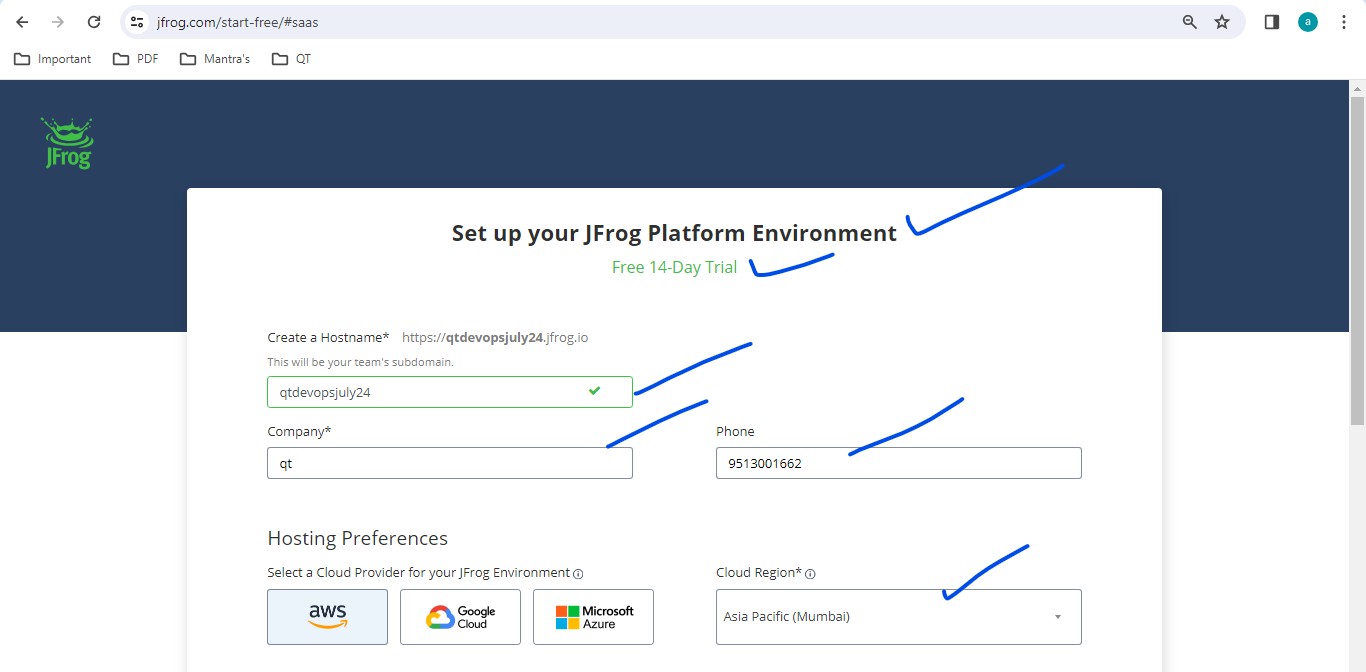 jfrog.com/start-free/#saas
a
Important PDF Mantra's QT
JFrog
Set up your JFrog Platform Environment
Free 14-Day Trial
Create a Hostname* https://qtdevopsjuly24.jfrog.io
This will be your team's subdomain.
qtdevopsjuly24
Company* Phone
qt 9513001662
Hosting Preferences
Select a Cloud Provider for your JFrog Environment Cloud Region*
aws Google Cloud Microsoft Azure Asia Pacific (Mumbai)